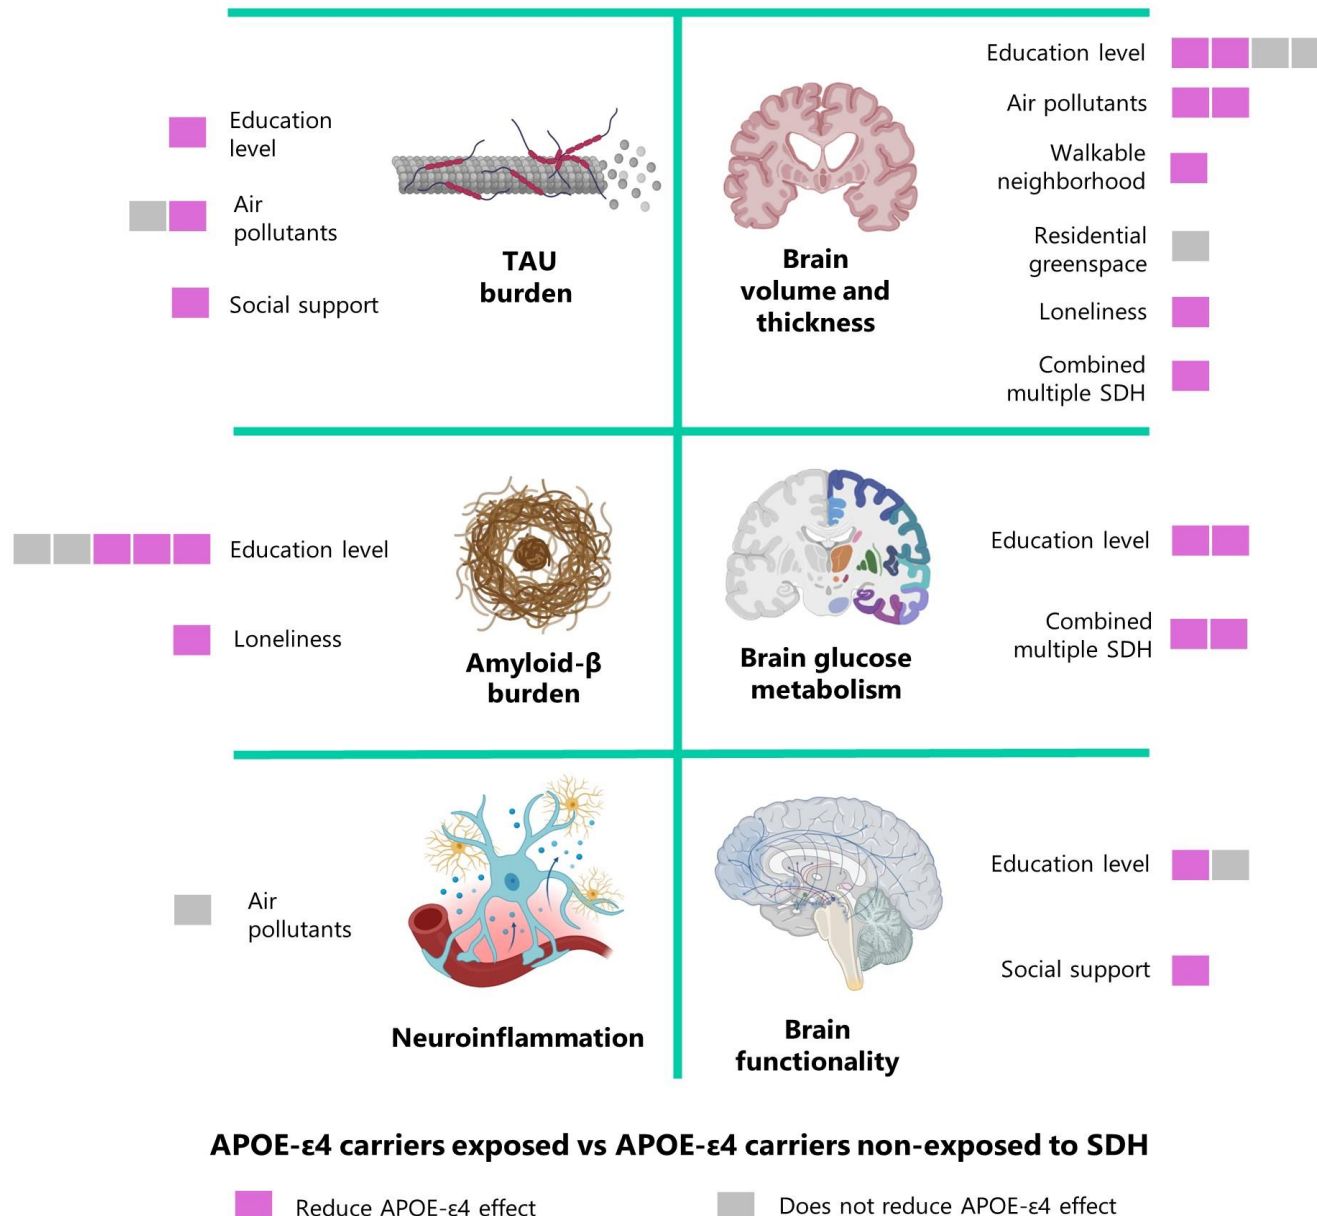 Education
level
Air
pollutants
Social support
TAU
burden
Brain
volume and
thickness
Education level
Air pollutants
Walkable
neighborhood
Residential
greenspace
Loneliness
Combined
multiple SDH
Education level
Loneliness
Amyloid-β
burden
Brain glucose
metabolism
Education level
Combined
multiple SDH
Air
pollutants
Neuroinflammation
Brain
functionality
Education level
Social support
APOE-ε4 carriers exposed vs APOE-ε4 carriers non-exposed to SDH
Reduce APOE-ε4 effect
Does not reduce APOE-ε4 effect